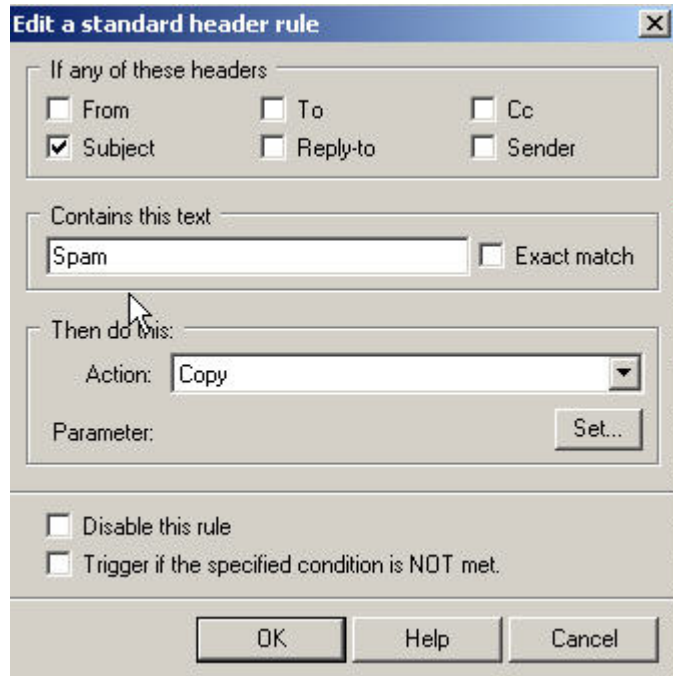 Edit a standard header rule
If any of these headers
From To Cc
Subject Reply-to Sender
Contains this text
Spam Exact match
Then do this:
Action: Copy
Parameter: Set...
Disable this rule
Trigger if the specified condition is NOT met.
OK Help Cancel